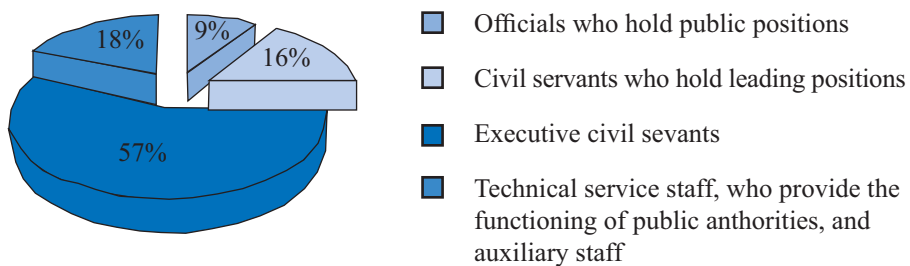 18%
9%
16%
57%
Officials who hold public positions
Civil servants who hold leading positions
Executive civil sevants
Technical service staff, who provide the
functioning of public anthorities, and
auxiliary staff